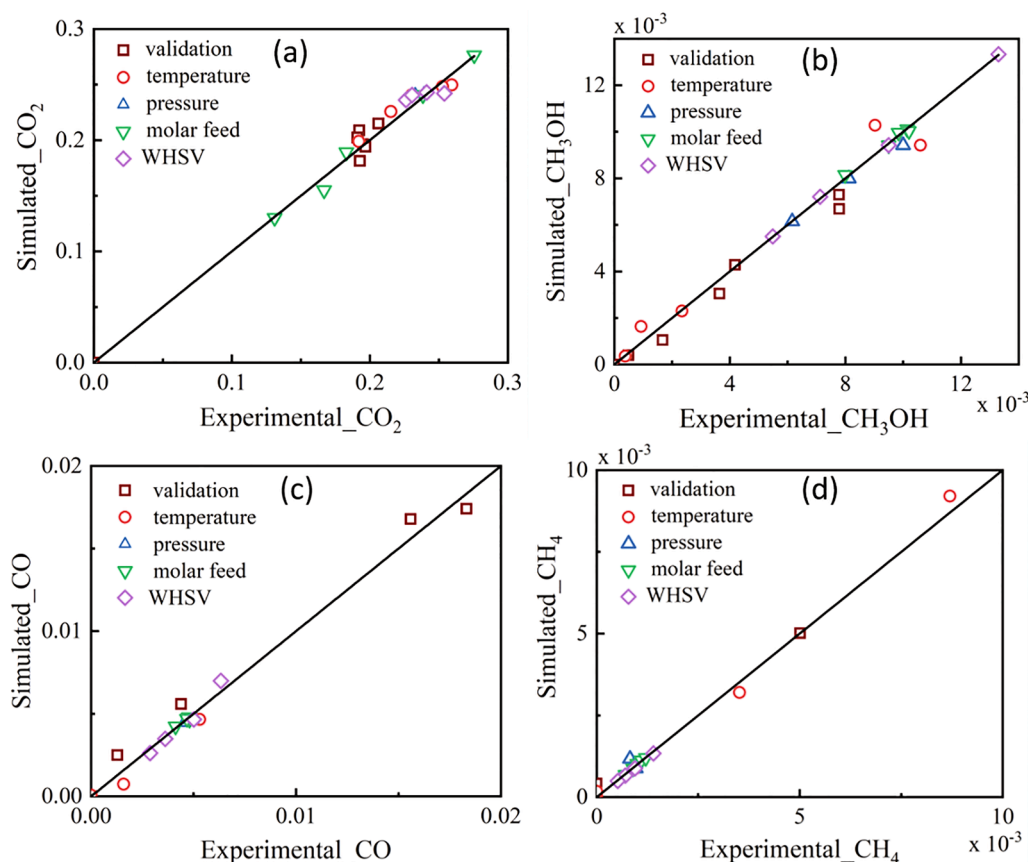 (a)
0.3
validation
temperature
pressure
molar feed
WHSV
0.2
0.1
0.0
Simulated_CO₂
0.0 0.1 0.2 0.3
Experimental_CO₂
(b)
x 10⁻³
validation
temperature
pressure
molar feed
WHSV
12
8
4
0
Simulated_CH₃OH
0 4 8 12
x 10⁻³
Experimental_CH₃OH
(c)
0.02
validation
temperature
pressure
molar feed
WHSV
0.01
0.00
Simulated_CO
0.00 0.01 0.02
Experimental_CO
(d)
x 10⁻³
10
validation
temperature
pressure
molar feed
WHSV
5
0
Simulated_CH₄
0 5 10
x 10⁻³
Experimental_CH₄